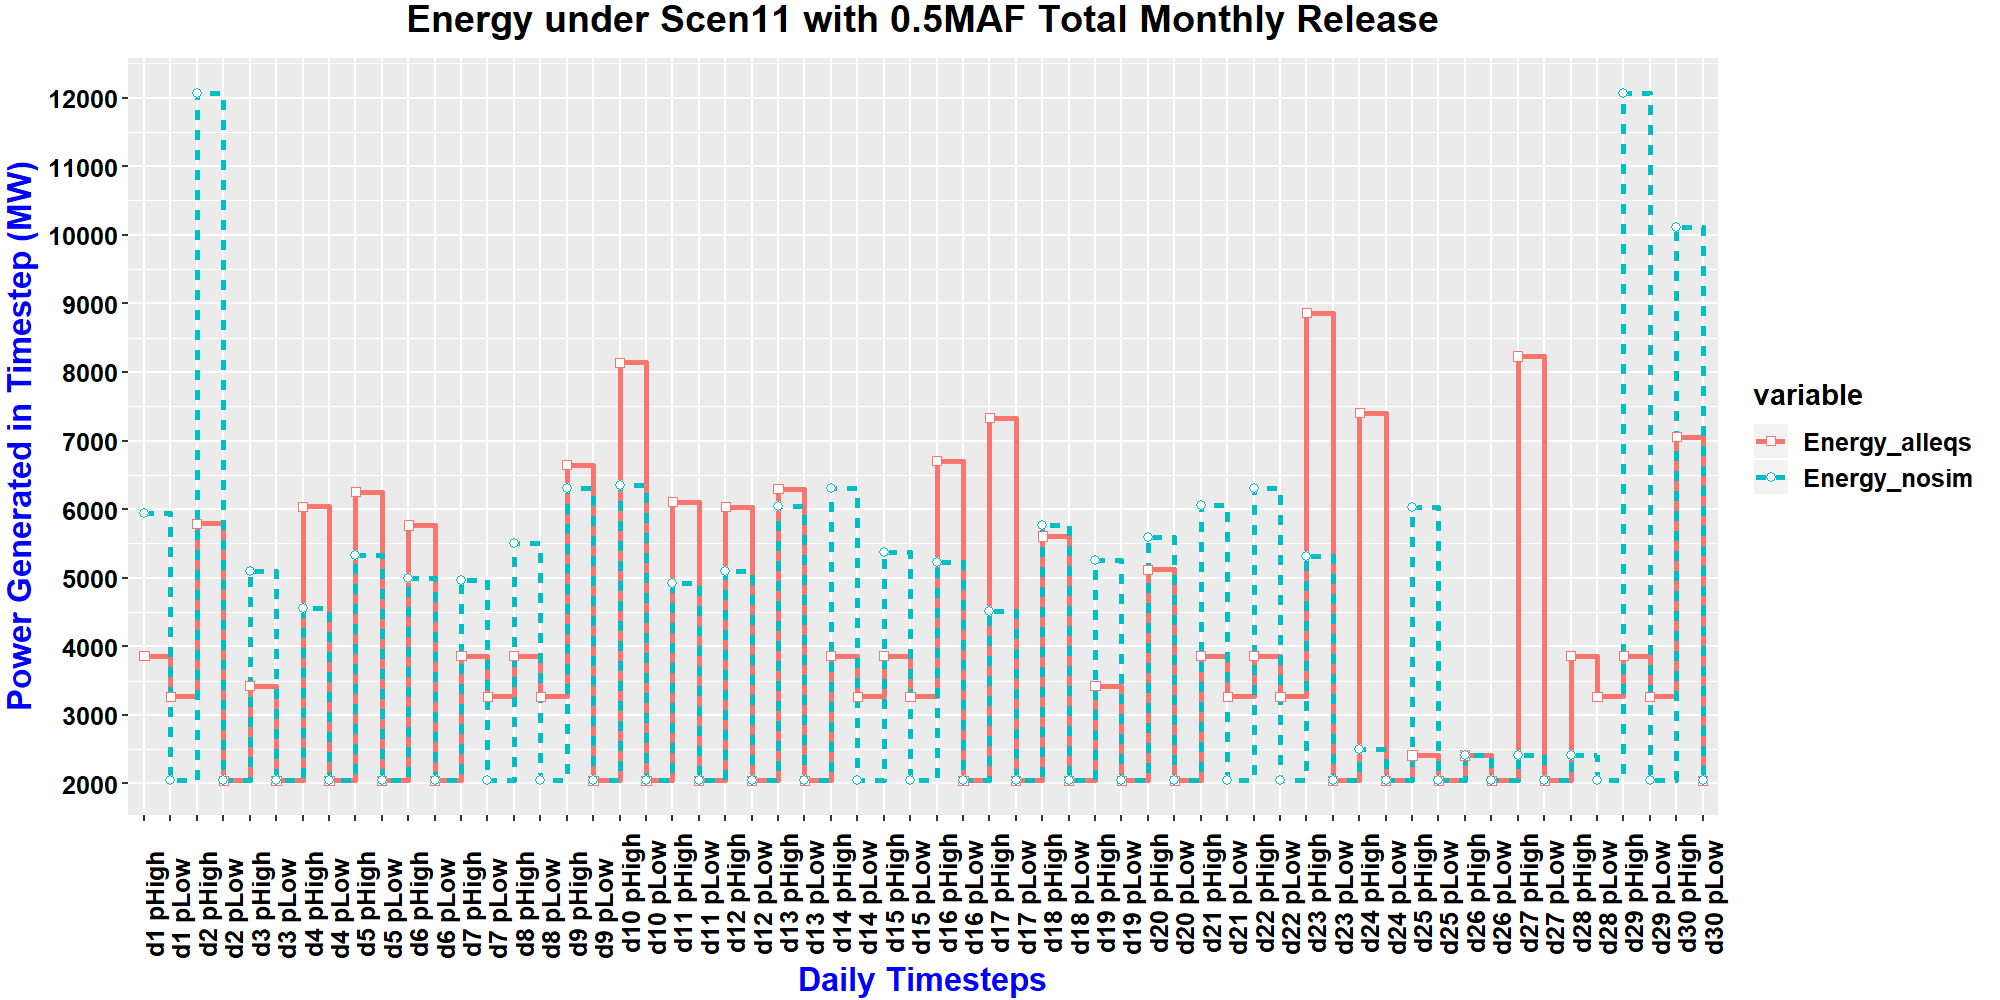 Energy under Scen11 with 0.5MAF Total Monthly Release
Power Generated in Timestep (MW)
12000
11000
10000
9000
8000
7000
6000
5000
4000
3000
2000
d1 pHigh
d1 pLow
d2 pHigh
d2 pLow
d3 pHigh
d3 pLow
d4 pHigh
d4 pLow
d5 pHigh
d5 pLow
d6 pHigh
d6 pLow
d7 pHigh
d7 pLow
d8 pHigh
d8 pLow
d9 pHigh
d9 pLow
d10 pHigh
d10 pLow
d11 pHigh
d11 pLow
d12 pHigh
d12 pLow
d13 pHigh
d13 pLow
d14 pHigh
d14 pLow
d15 pHigh
d15 pLow
d16 pHigh
d16 pLow
d17 pHigh
d17 pLow
d18 pHigh
d18 pLow
d19 pHigh
d19 pLow
d20 pHigh
d20 pLow
d21 pHigh
d21 pLow
d22 pHigh
d22 pLow
d23 pHigh
d23 pLow
d24 pHigh
d24 pLow
d25 pHigh
d25 pLow
d26 pHigh
d26 pLow
d27 pHigh
d27 pLow
d28 pHigh
d28 pLow
d29 pHigh
d29 pLow
d30 pHigh
d30 pLow
Daily Timesteps
variable
Energy_alleqs
Energy_nosim